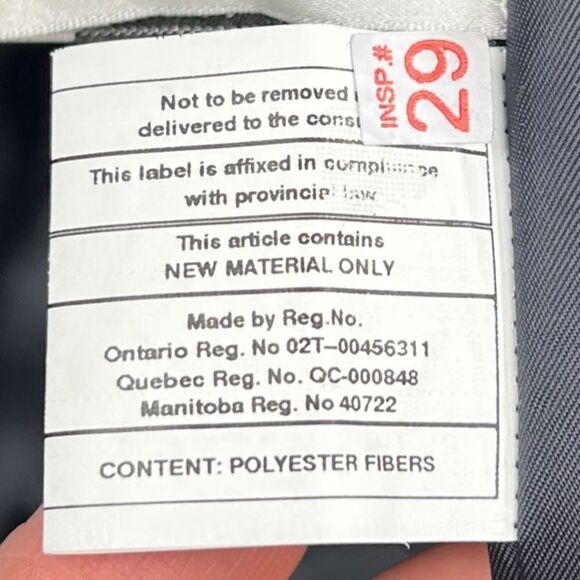 Not to be removed
delivered to the
INSP.# 29
This label is affixed in compliance
with provincial law
This article contains
NEW MATERIAL ONLY
Made by Reg.No.
Ontario Reg. No 02T-00456311
Quebec Reg. No. QC-000848
Manitoba Reg. No 40722
CONTENT: POLYESTER FIBERS